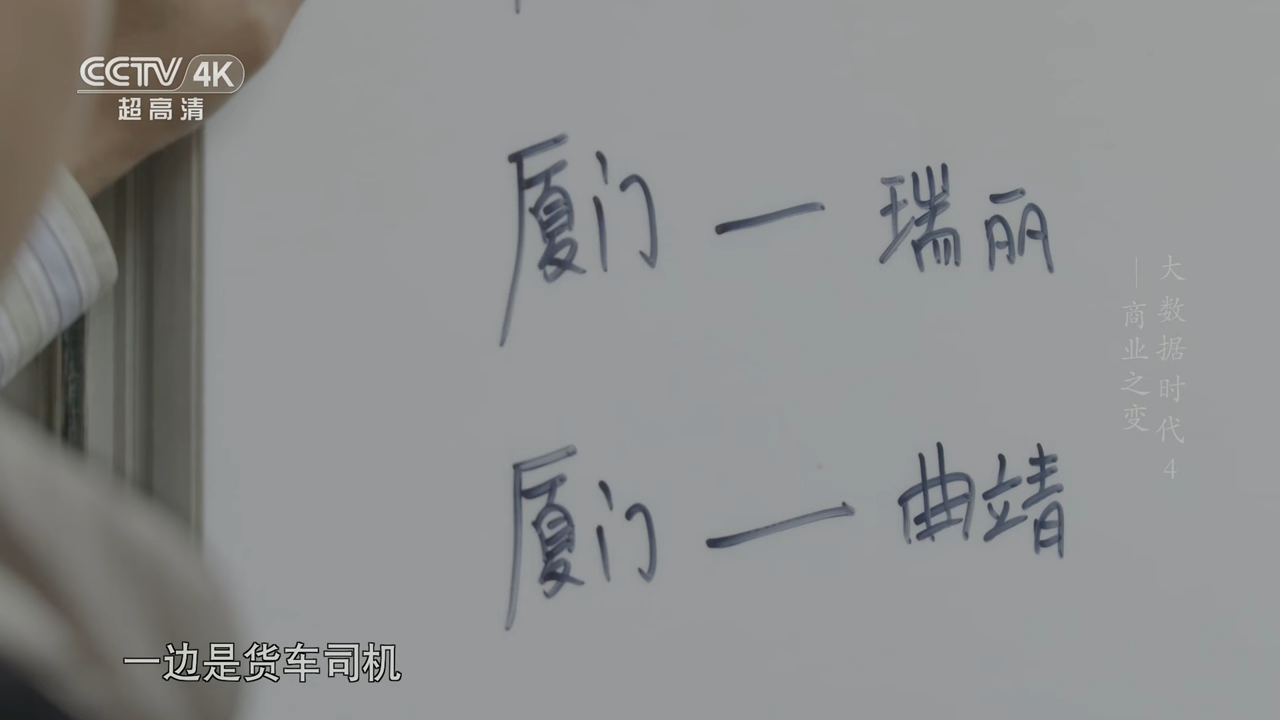 CCTV 4K
超高清
厦门 — 瑞丽
大数据时代4
—商业之变
厦门 — 曲靖
一边是货车司机